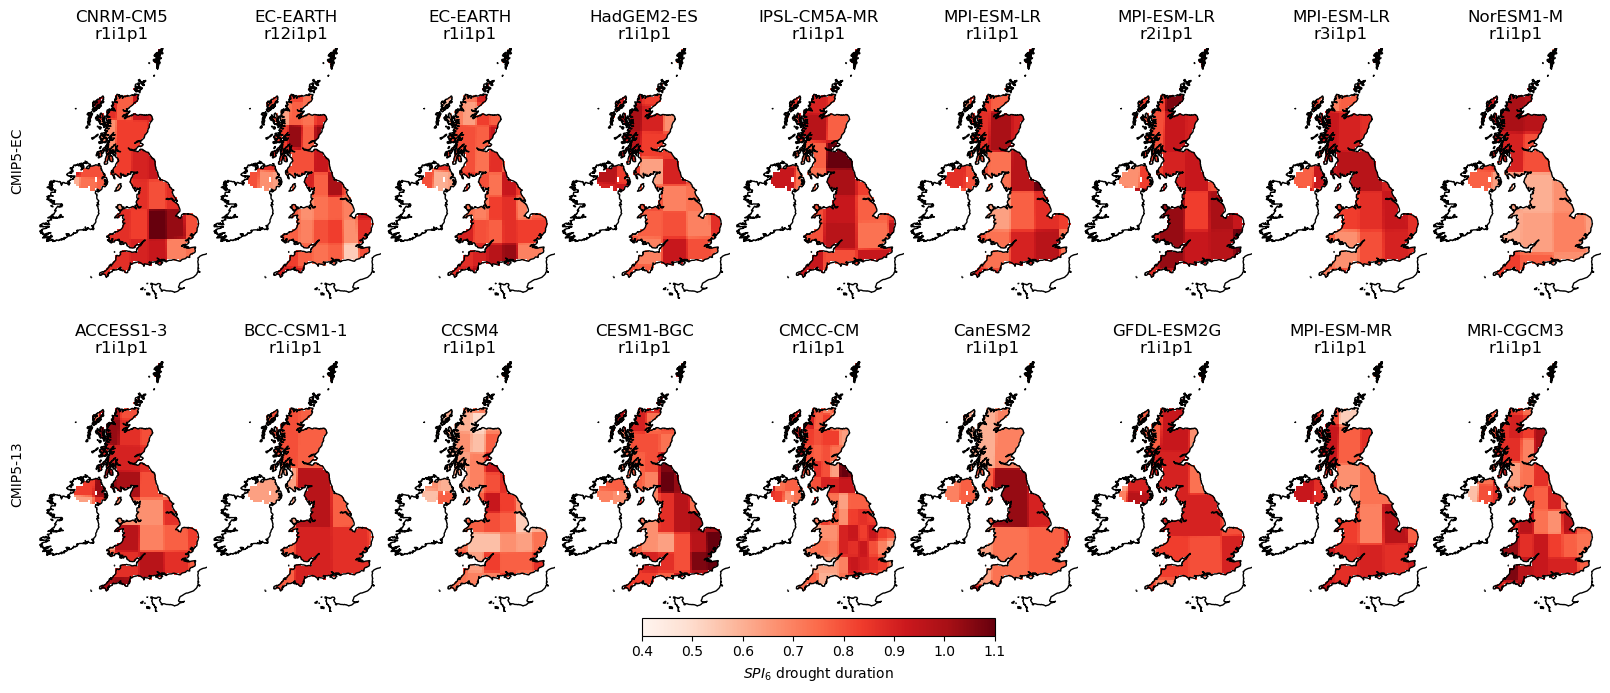 CNRM-CM5
r1i1p1
EC-EARTH
r12i1p1
EC-EARTH
r1i1p1
HadGEM2-ES
r1i1p1
IPSL-CM5A-MR
r1i1p1
MPI-ESM-LR
r1i1p1
MPI-ESM-LR
r2i1p1
MPI-ESM-LR
r3i1p1
NorESM1-M
r1i1p1
CMIP5-EC
ACCESS1-3
r1i1p1
BCC-CSM1-1
r1i1p1
CCSM4
r1i1p1
CESM1-BGC
r1i1p1
CMCC-CM
r1i1p1
CanESM2
r1i1p1
GFDL-ESM2G
r1i1p1
MPI-ESM-MR
r1i1p1
MRI-CGCM3
r1i1p1
CMIP5-13
0.4 0.5 0.6 0.7 0.8 0.9 1.0 1.1
SPI6 drought duration